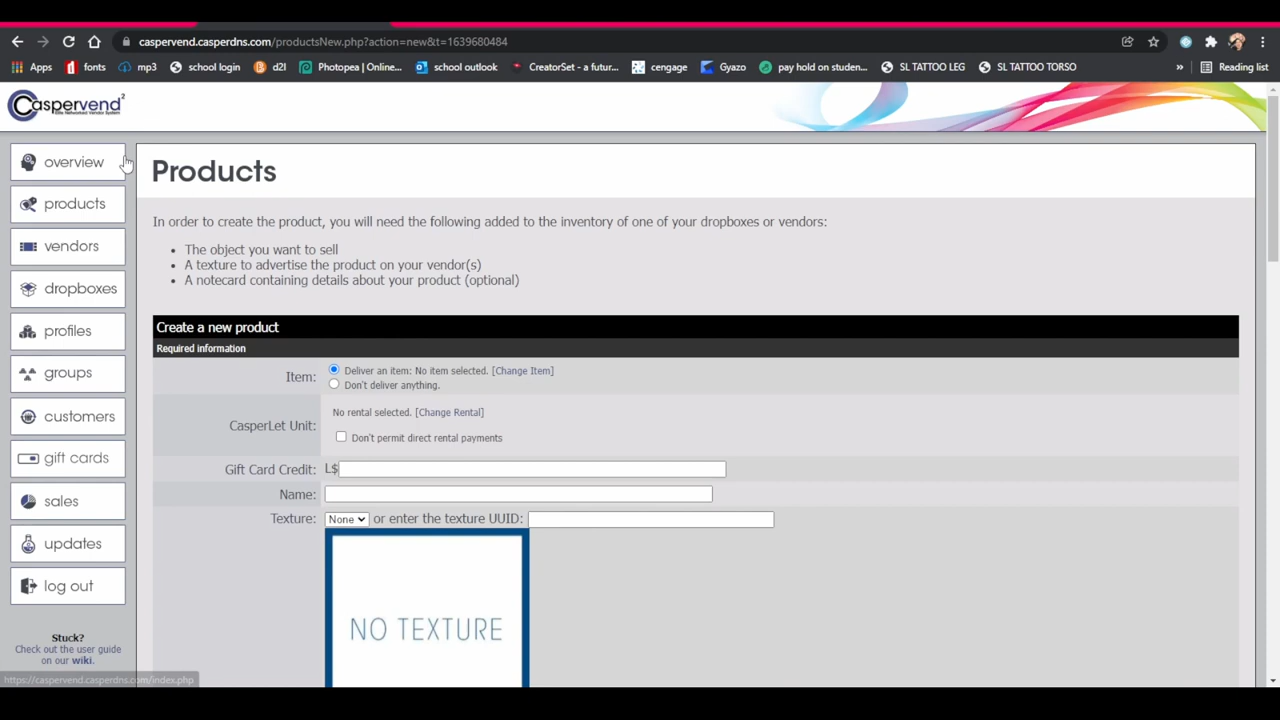 caspervend.casperdns.com/productsNew.php?action=new&t=1639680484
Apps fonts mp3 school login d2l Photopea | Online... school outlook CreatorSet - a futur... cengage Gyazo pay hold on studen... SL TATTOO LEG SL TATTOO TORSO » Reading list
Caspervend²
Elite Networked Vendor System
overview
products
vendors
dropboxes
profiles
groups
customers
gift cards
sales
updates
log out
Stuck?
Check out the user guide
on our wiki.
Products
In order to create the product, you will need the following added to the inventory of one of your dropboxes or vendors:
• The object you want to sell
• A texture to advertise the product on your vendor(s)
• A notecard containing details about your product (optional)
Create a new product
Required information
Item: Deliver an item: No item selected. [Change Item]
Don't deliver anything.
CasperLet Unit: No rental selected. [Change Rental]
Don't permit direct rental payments
Gift Card Credit: L$
Name:
Texture: None or enter the texture UUID:
NO TEXTURE
https://caspervend.casperdns.com/index.php